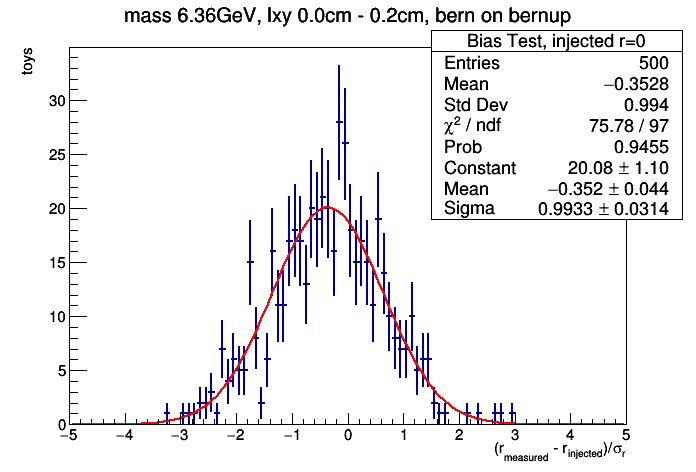 mass 6.36GeV, lxy 0.0cm - 0.2cm, bern on bernup
toys
Bias Test, injected r=0
Entries 500
Mean −0.3528
Std Dev 0.994
χ² / ndf 75.78 / 97
Prob 0.9455
Constant 20.08 ± 1.10
Mean −0.352 ± 0.044
Sigma 0.9933 ± 0.0314
30
25
20
15
10
5
0
−5 −4 −3 −2 −1 0 1 2 3 4 5
(r_measured - r_injected)/σ_r